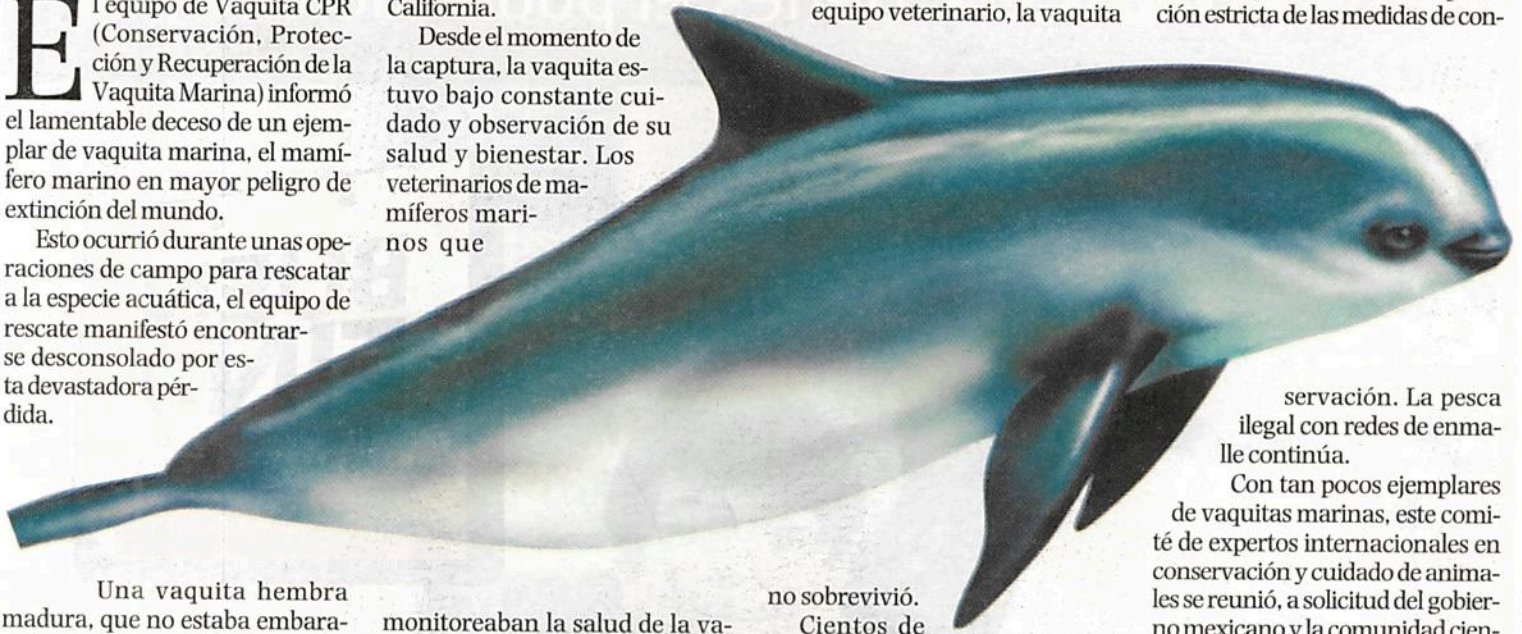 El equipo de Vaquita CPR
(Conservación, Protec-
ción y Recuperación de la
Vaquita Marina) informó
el lamentable deceso de un ejem-
plar de vaquita marina, el mamí-
fero marino en mayor peligro de
extinción del mundo.
Esto ocurrió durante unas ope-
raciones de campo para rescatar
a la especie acuática, el equipo de
rescate manifestó encontrar-
se desconsolado por es-
ta devastadora pér-
dida.
Una vaquita hembra
madura, que no estaba embara-
California.
Desde el momento de
la captura, la vaquita es-
tuvo bajo constante cui-
dado y observación de su
salud y bienestar. Los
veterinarios de ma-
míferos mari-
nos que
monitoreaban la salud de la va-
equipo veterinario, la vaquita
no sobrevivió.
Cientos de
ción estricta de las medidas de con-
servación. La pesca
ilegal con redes de enma-
lle continúa.
Con tan pocos ejemplares
de vaquitas marinas, este comi-
té de expertos internacionales en
conservación y cuidado de anima-
les se reunió, a solicitud del gobier-
no mexicano y la comunidad cien-